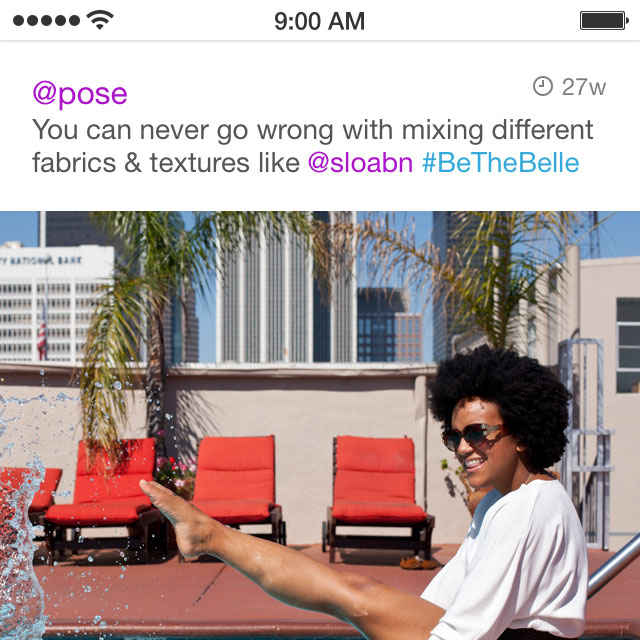 9:00 AM
@pose
27w
You can never go wrong with mixing different
fabrics & textures like @sloabn #BeTheBelle
Y NATIONAL BANK